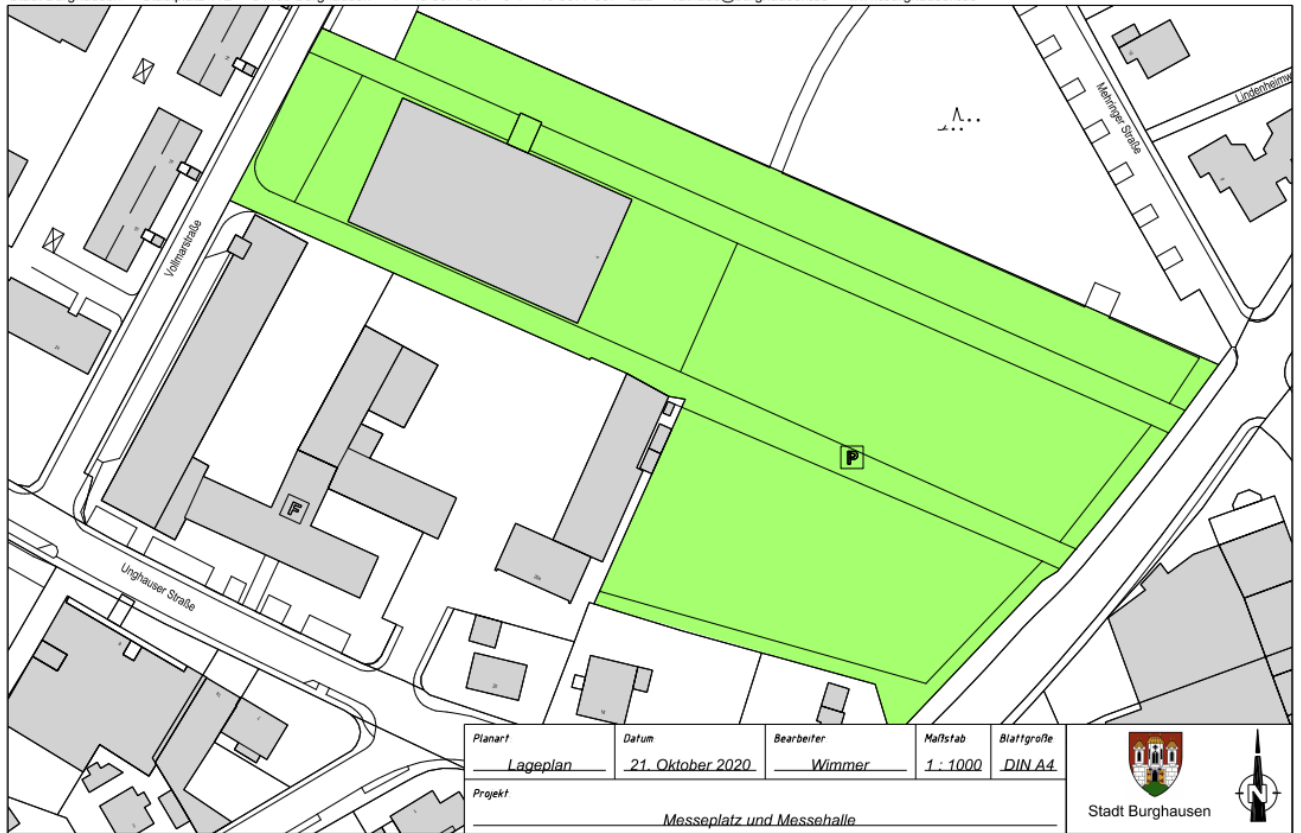 Mehringer Straße
Lindenheimw
Vollmarstraße
P
F
Unghauser Straße
Planart
Lageplan
Datum
21. Oktober 2020
Bearbeiter
Wimmer
Maßstab
1 : 1000
Blattgröße
DIN A4
Projekt
Messeplatz und Messehalle
Stadt Burghausen
N